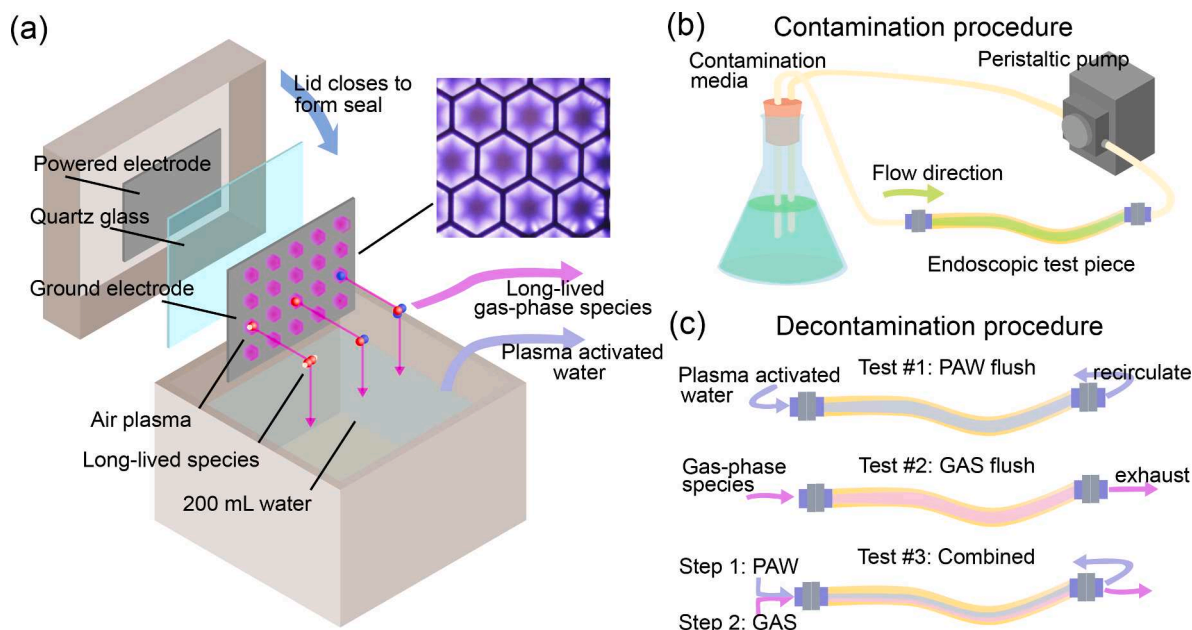 (a)
Lid closes to
form seal
Powered electrode
Quartz glass
Ground electrode
Long-lived
gas-phase species
Plasma activated
water
Air plasma
Long-lived species
200 mL water
(b)
Contamination procedure
Contamination
media
Peristaltic pump
Flow direction
Endoscopic test piece
(c)
Decontamination procedure
Plasma activated
water
Test #1: PAW flush
recirculate
Gas-phase
species
Test #2: GAS flush
exhaust
Step 1: PAW
Test #3: Combined
Step 2: GAS